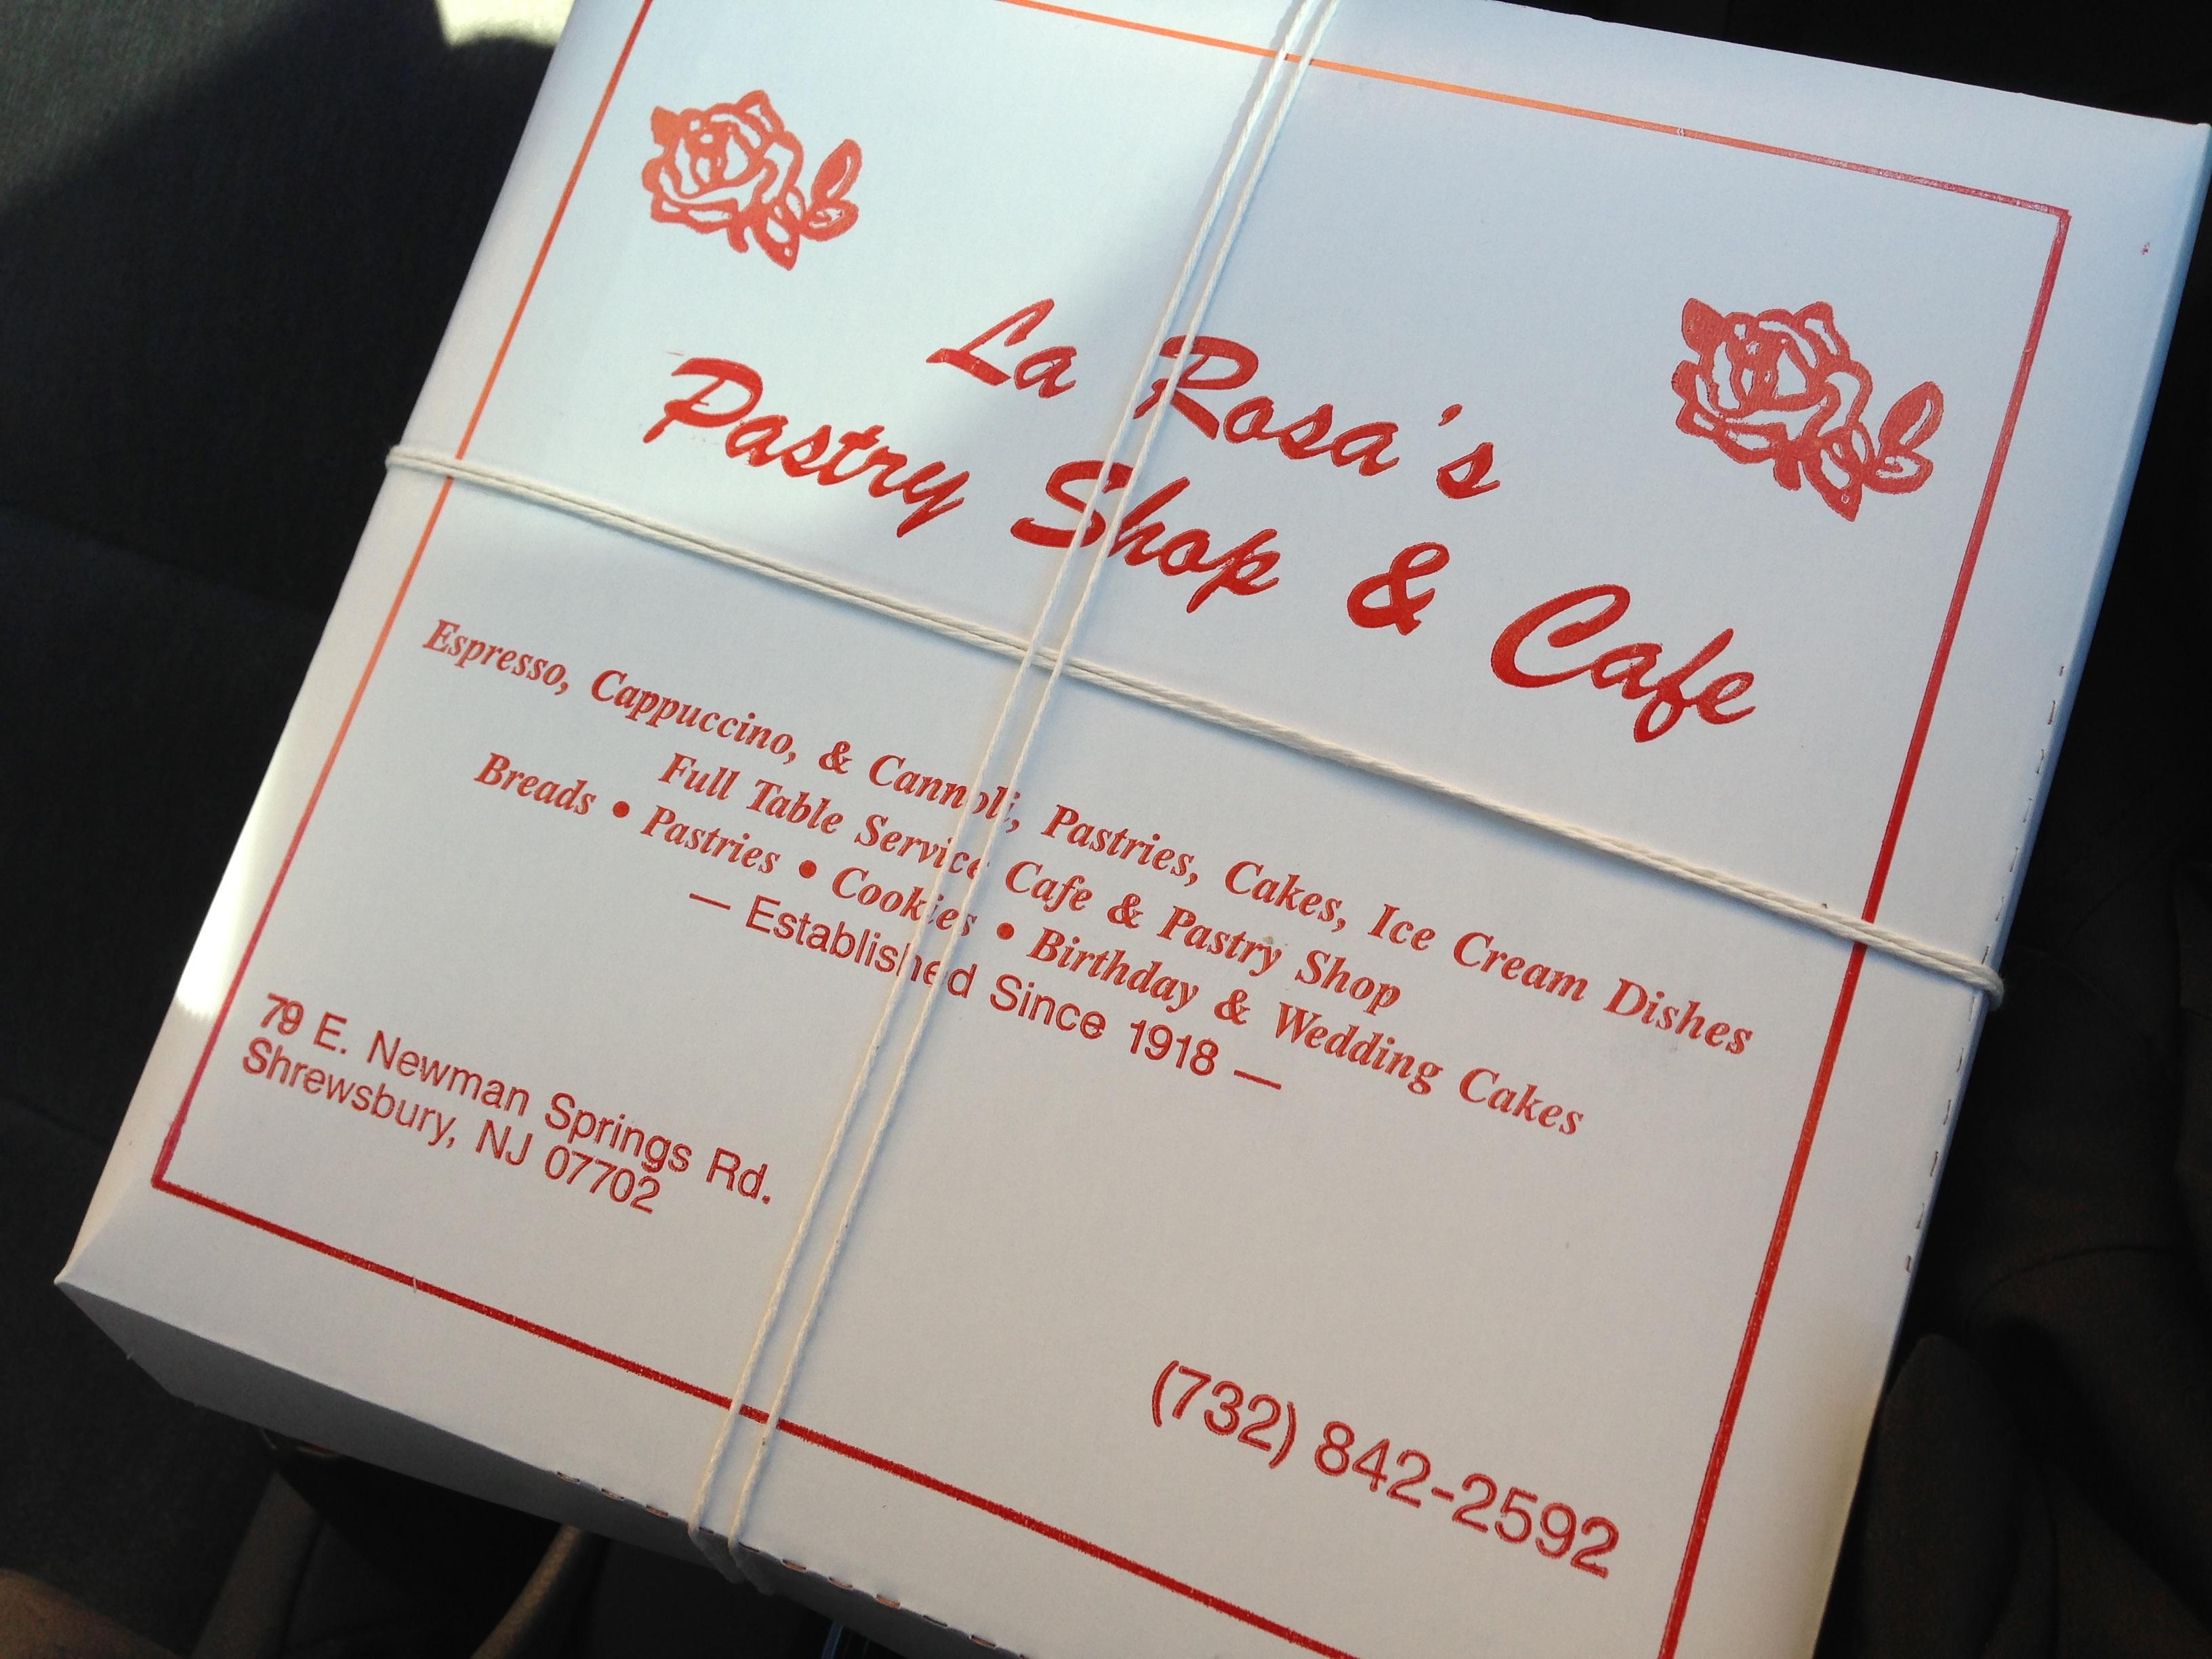 La Rosa's
Pastry Shop & Cafe
Espresso, Cappuccino, & Cannoli, Pastries, Cakes, Ice Cream Dishes
Full Table Service Cafe & Pastry Shop
Breads • Pastries • Cookies • Birthday & Wedding Cakes
— Established Since 1918 —
79 E. Newman Springs Rd.
Shrewsbury, NJ 07702
(732) 842-2592